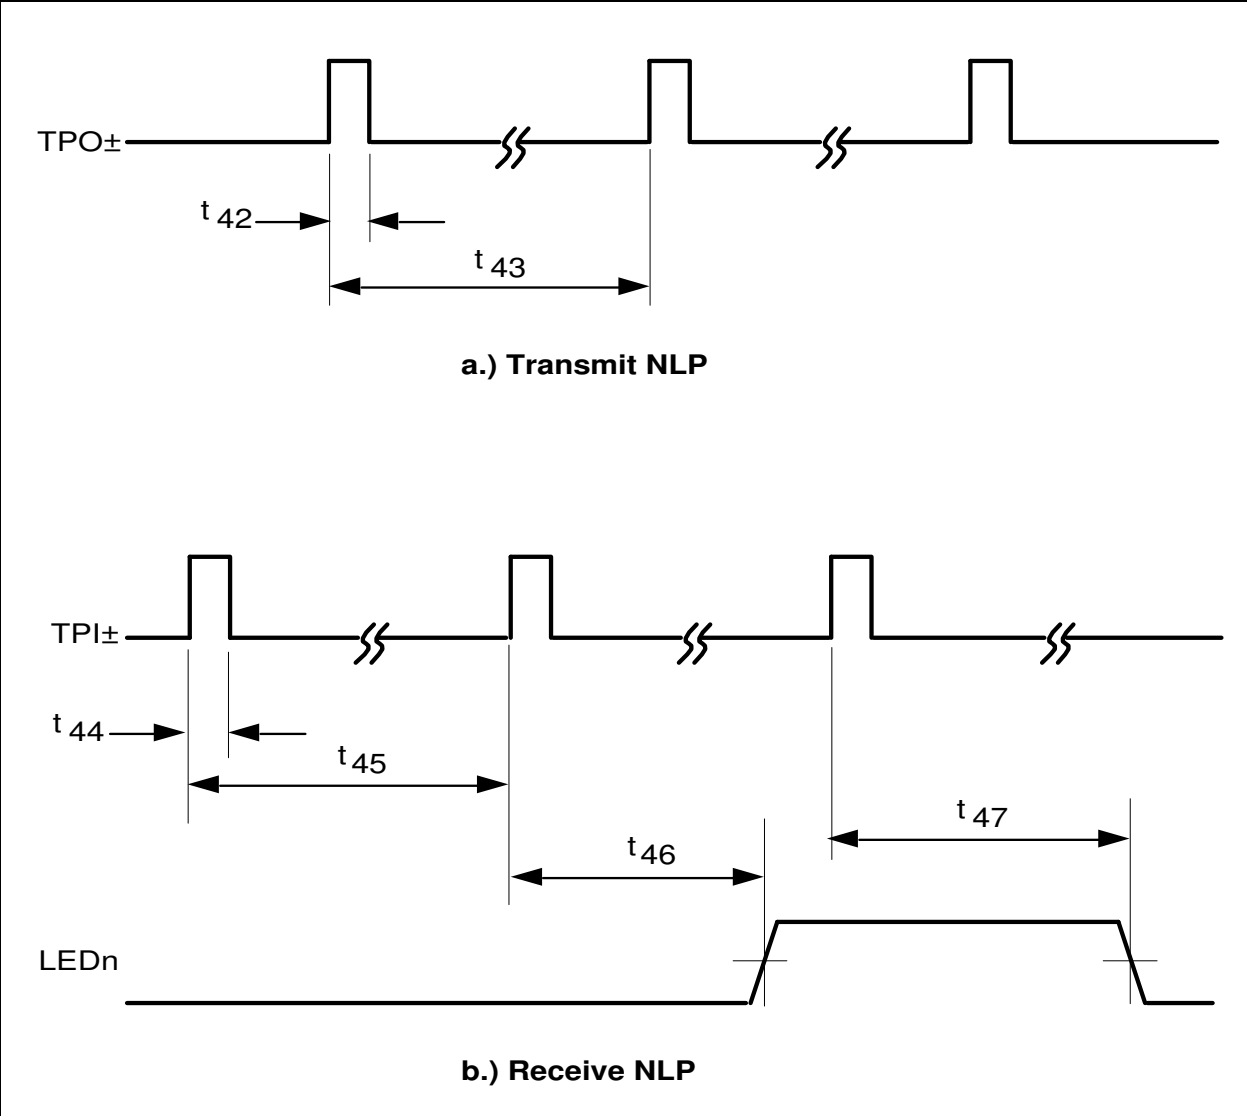 TPO±
t 42
t 43
a.) Transmit NLP
TPI±
t 44
t 45
t 47
t 46
LEDn
b.) Receive NLP